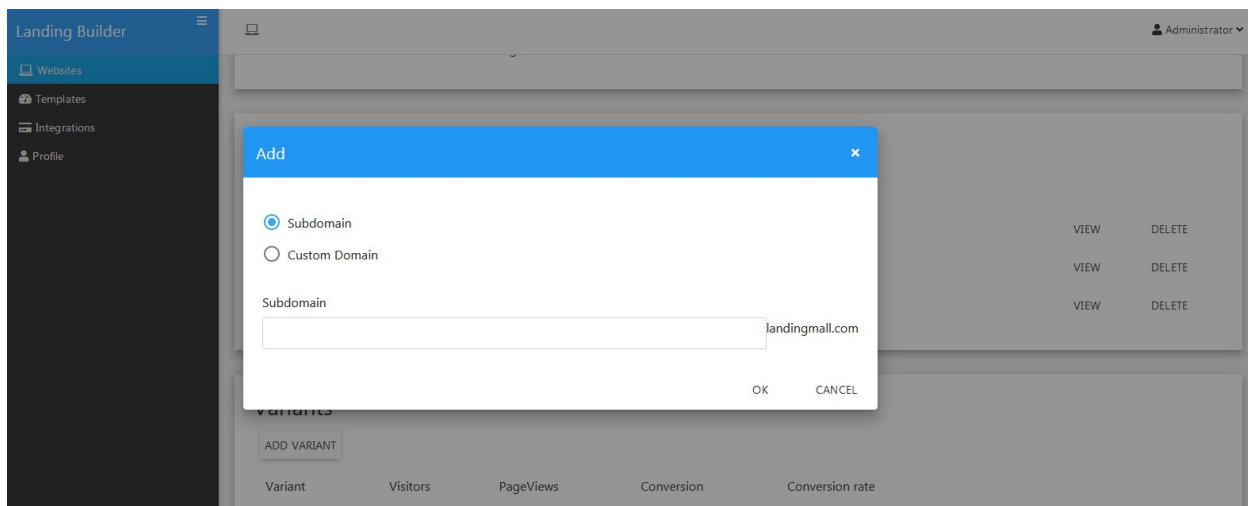 Landing Builder
Administrator
Websites
Templates
Integrations
Profile
Add
Subdomain
Custom Domain
VIEW DELETE
VIEW DELETE
VIEW DELETE
Subdomain
landingmall.com
OK CANCEL
Variants
ADD VARIANT
Variant Visitors PageViews Conversion Conversion rate